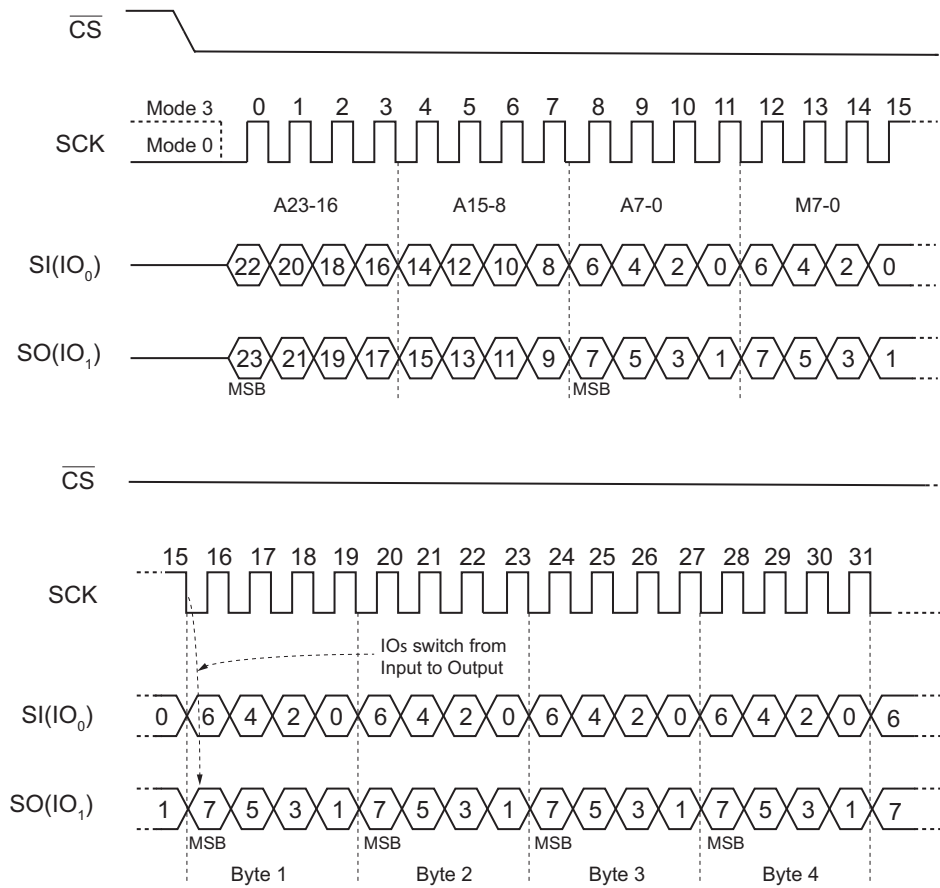 CS
Mode 3 0 1 2 3 4 5 6 7 8 9 10 11 12 13 14 15
SCK Mode 0
A23-16 A15-8 A7-0 M7-0
SI(IO0) 22 20 18 16 14 12 10 8 6 4 2 0 6 4 2 0
SO(IO1) 23 21 19 17 15 13 11 9 7 5 3 1 7 5 3 1
MSB MSB
CS
15 16 17 18 19 20 21 22 23 24 25 26 27 28 29 30 31
SCK
IOs switch from
Input to Output
SI(IO0) 0 6 4 2 0 6 4 2 0 6 4 2 0 6 4 2 0 6
SO(IO1) 1 7 5 3 1 7 5 3 1 7 5 3 1 7 5 3 1 7
MSB MSB MSB MSB
Byte 1 Byte 2 Byte 3 Byte 4